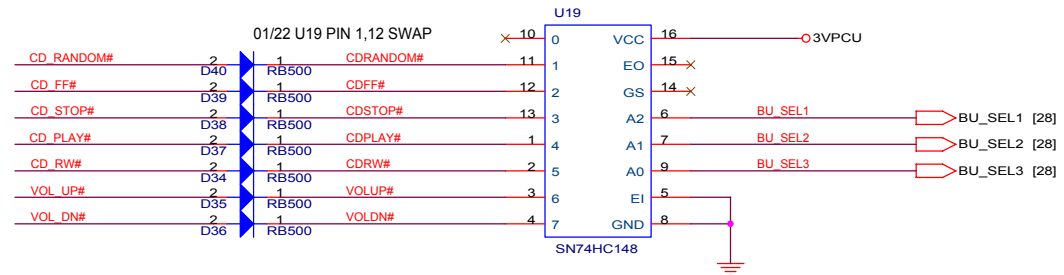 U19
01/22 U19 PIN 1,12 SWAP
10 0 VCC 16 3VPCU
CD_RANDOM# 2 D40 1 RB500 CDRANDOM# 11 1 EO 15
CD_FF# 2 D39 1 RB500 CDFF# 12 2 GS 14
CD_STOP# 2 D38 1 RB500 CDSTOP# 13 3 A2 6 BU_SEL1 BU_SEL1 [28]
CD_PLAY# 2 D37 1 RB500 CDPLAY# 1 4 A1 7 BU_SEL2 BU_SEL2 [28]
CD_RW# 2 D34 1 RB500 CDRW# 2 5 A0 9 BU_SEL3 BU_SEL3 [28]
VOL_UP# 2 D35 1 RB500 VOLUP# 3 6 EI 5
VOL_DN# 2 D36 1 RB500 VOLDN# 4 7 GND 8
SN74HC148